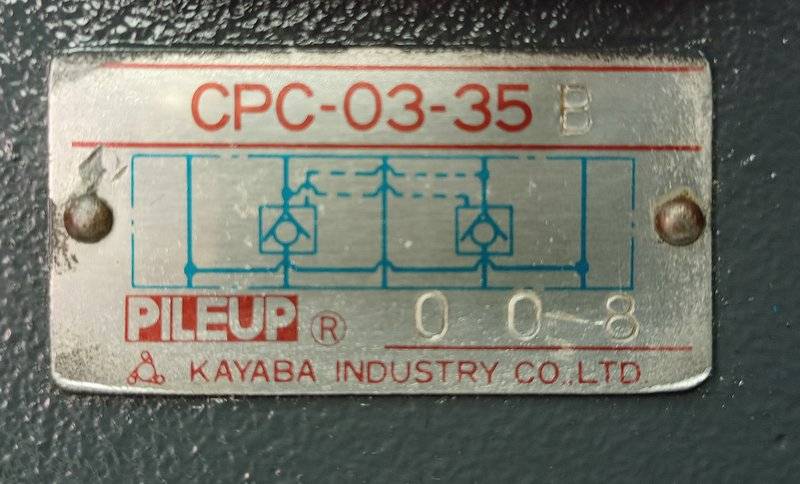 CPC-03-35 B
PILEUP ® 0 0-8
KAYABA INDUSTRY CO.,LTD.